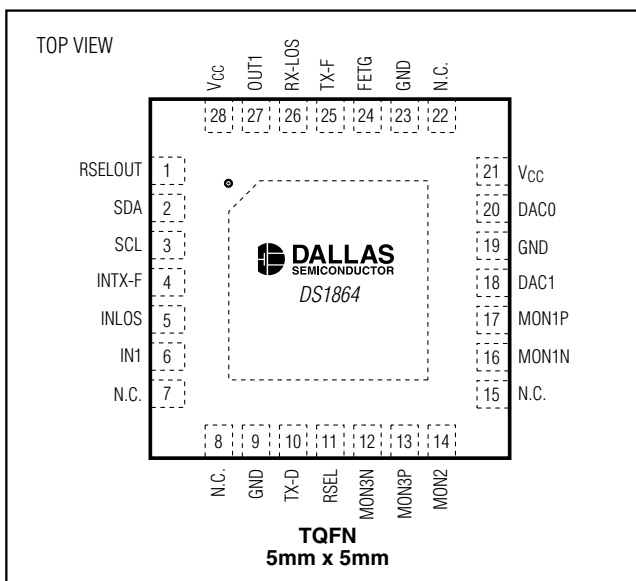 TOP VIEW
VCC OUT1 RX-LOS TX-F FETG GND N.C.
28 27 26 25 24 23 22
RSELOUT 1
SDA 2
SCL 3
INTX-F 4
INLOS 5
IN1 6
N.C. 7
DALLAS
SEMICONDUCTOR
DS1864
21 VCC
20 DAC0
19 GND
18 DAC1
17 MON1P
16 MON1N
15 N.C.
8 9 10 11 12 13 14
N.C. GND TX-D RSEL MON3N MON3P MON2
TQFN
5mm x 5mm